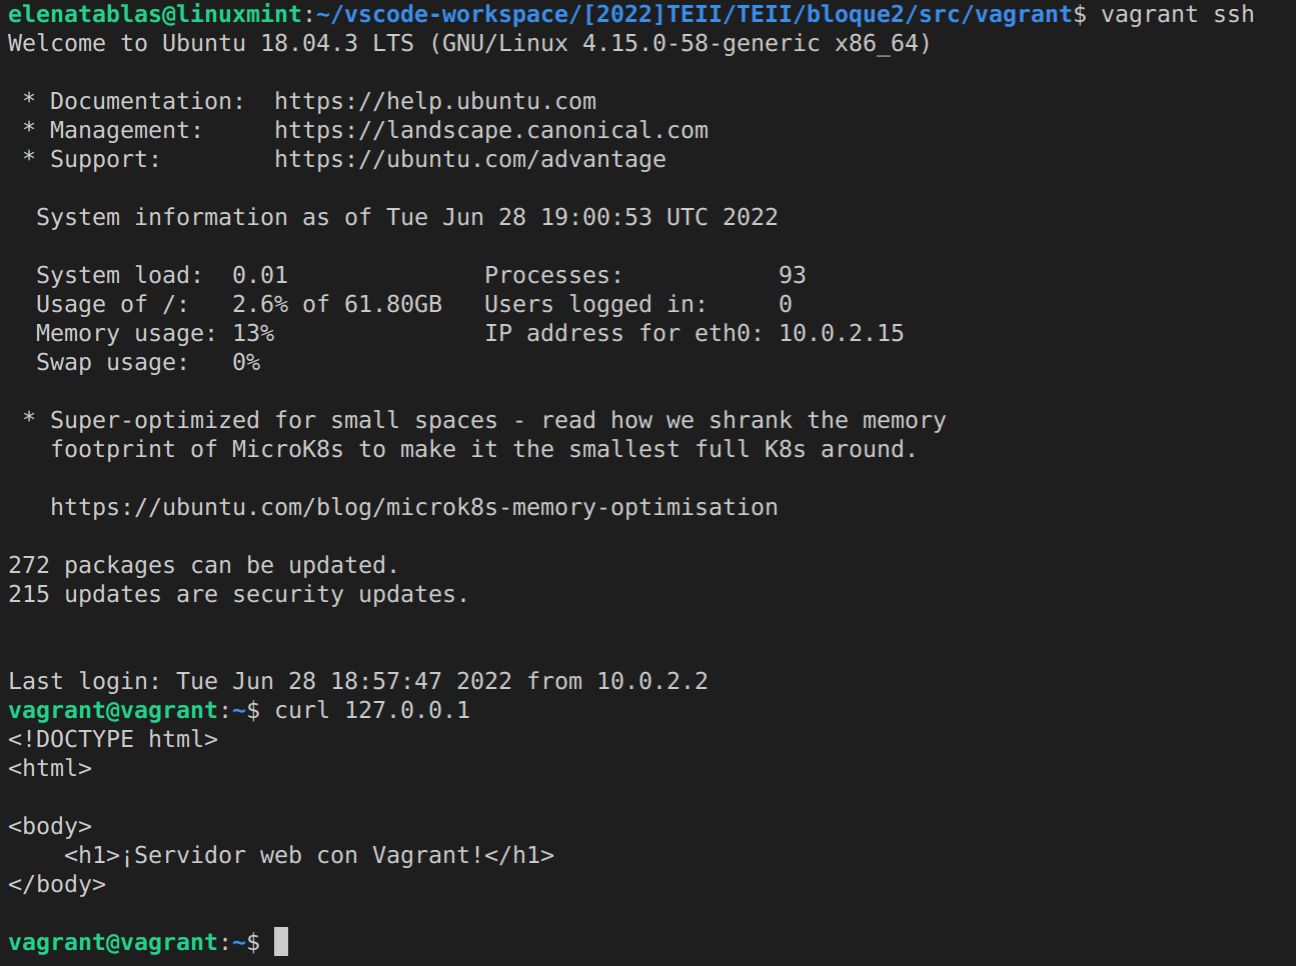 elenatablas@linuxmint:~/vscode-workspace/[2022]TEII/TEII/bloque2/src/vagrant$ vagrant ssh
Welcome to Ubuntu 18.04.3 LTS (GNU/Linux 4.15.0-58-generic x86_64)
* Documentation:  https://help.ubuntu.com
* Management:     https://landscape.canonical.com
* Support:        https://ubuntu.com/advantage
System information as of Tue Jun 28 19:00:53 UTC 2022
System load:  0.01              Processes:           93
Usage of /:   2.6% of 61.80GB   Users logged in:     0
Memory usage: 13%               IP address for eth0: 10.0.2.15
Swap usage:   0%
* Super-optimized for small spaces - read how we shrank the memory
footprint of MicroK8s to make it the smallest full K8s around.
https://ubuntu.com/blog/microk8s-memory-optimisation
272 packages can be updated.
215 updates are security updates.
Last login: Tue Jun 28 18:57:47 2022 from 10.0.2.2
vagrant@vagrant:~$ curl 127.0.0.1
<!DOCTYPE html>
<html>
<body>
<h1>¡Servidor web con Vagrant!</h1>
</body>
vagrant@vagrant:~$